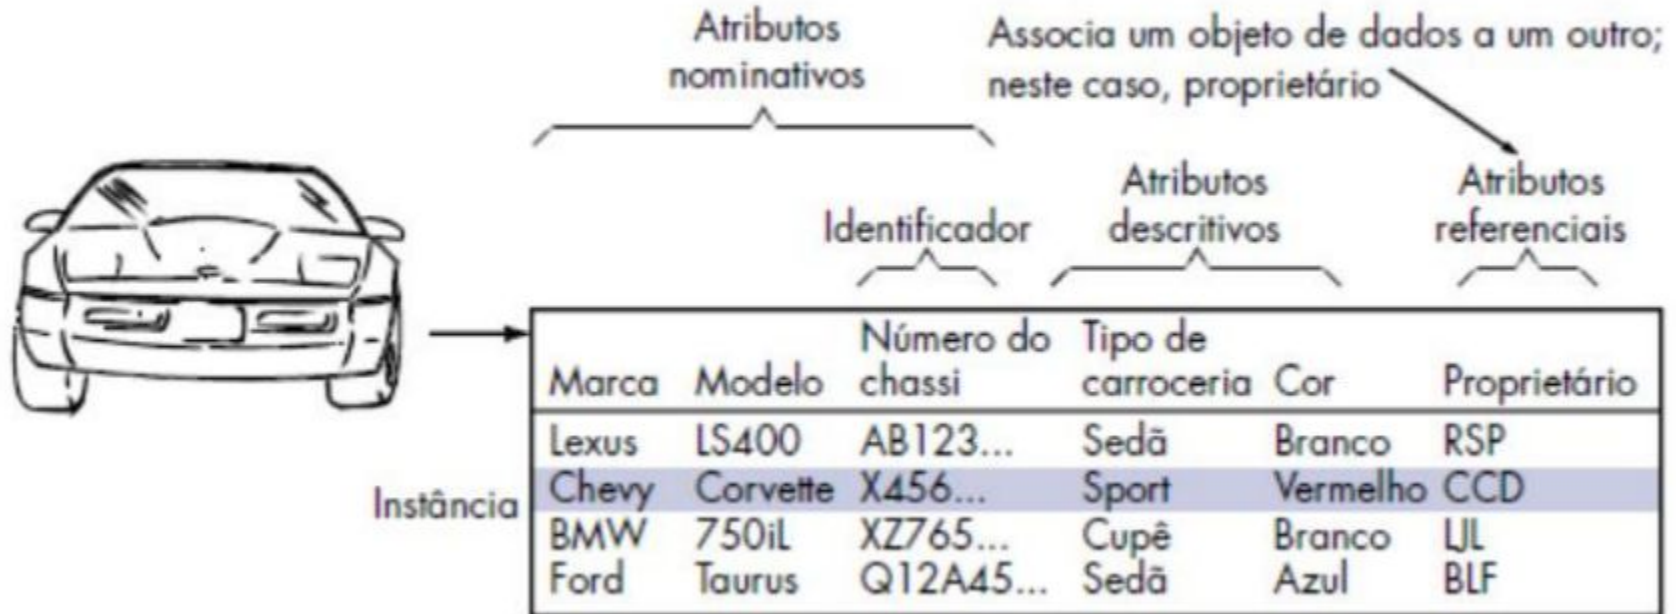 Atributos
nominativos
Associa um objeto de dados a um outro;
neste caso, proprietário
Identificador
Atributos
descritivos
Atributos
referenciais
Marca Modelo Número do chassi Tipo de carroceria Cor Proprietário
Lexus LS400 AB123... Sedã Branco RSP
Instância Chevy Corvette X456... Sport Vermelho CCD
BMW 750iL XZ765... Cupê Branco LJL
Ford Taurus Q12A45... Sedã Azul BLF